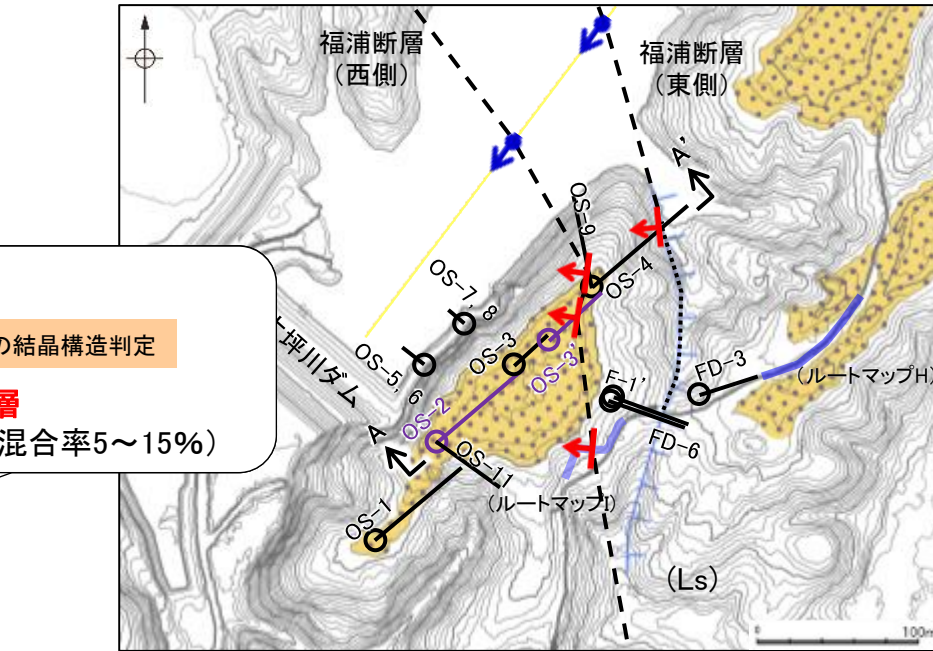 福浦断層
（西側）
福浦断層
（東側）
A’
OS-9
OS-4
OS-7, 8
OS-3
OS-3’
OS-5, 6
坪川ダム
FD-3
（ルートマップH）
F-1’
FD-6
OS-2
A
OS-11
（ルートマップI）
OS-1
（Ls）
の結晶構造判定
層
混合率5～15%）
0
100m